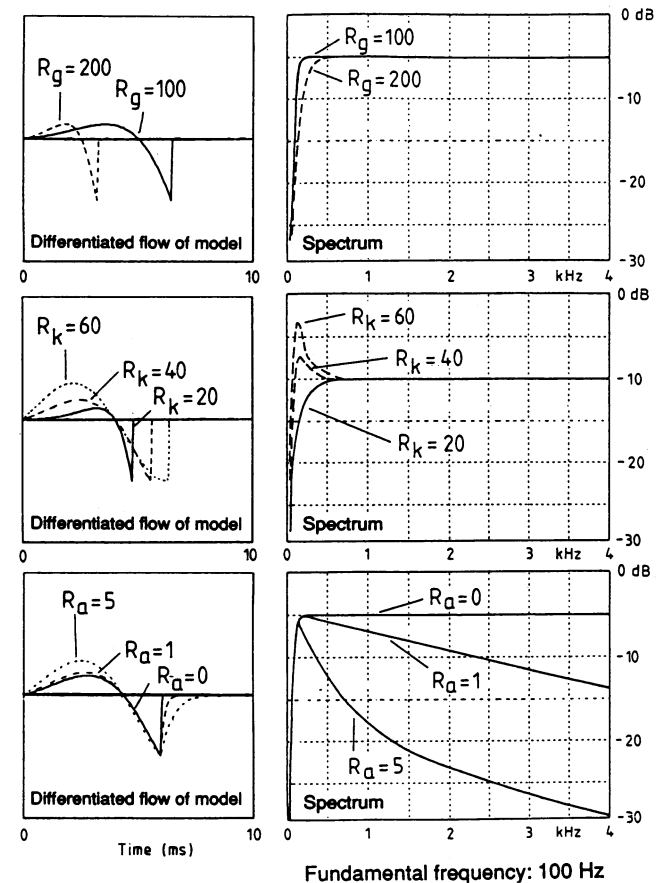 0 dB
Rg=100
Rg=200
Rg=200
Rg=100
-10
-20
Differentiated flow of model
Spectrum
-30
0
10
0
1
2
3
kHz
4
0 dB
Rk=60
Rk=60
Rk=40
Rk=40
Rk=20
-10
Rk=20
-20
Differentiated flow of model
Spectrum
-30
0
10
0
1
2
3
kHz
4
0 dB
Ra=5
Ra=0
Ra=1
Ra=0
-10
Ra=1
-20
Ra=5
Differentiated flow of model
Spectrum
-30
0
10
0
1
2
3
kHz
4
Time (ms)
Fundamental frequency: 100 Hz